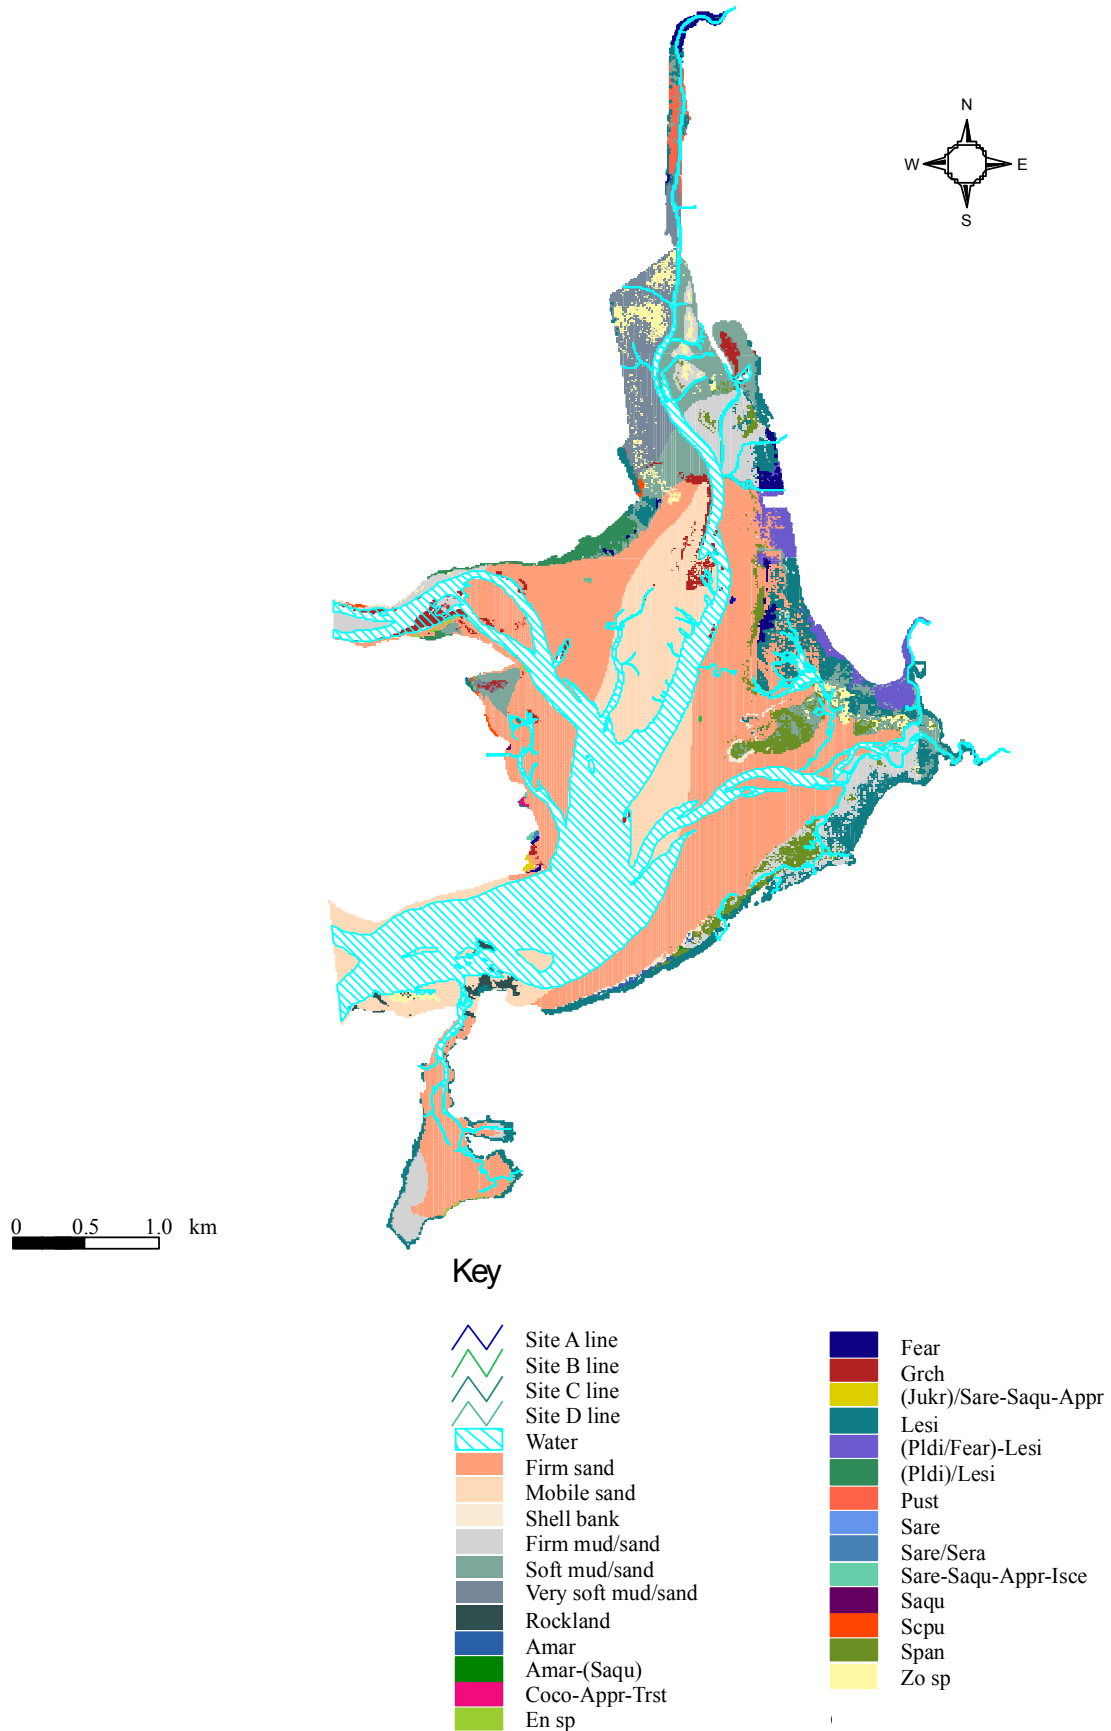 N
W E
S
0 0.5 1.0 km
Key
Site A line
Site B line
Site C line
Site D line
Water
Firm sand
Mobile sand
Shell bank
Firm mud/sand
Soft mud/sand
Very soft mud/sand
Rockland
Amar
Amar-(Saqu)
Coco-Appr-Trst
En sp
Fear
Grch
(Jukr)/Sare-Saqu-Appr
Lesi
(Pldi/Fear)-Lesi
(Pldi)/Lesi
Pust
Sare
Sare/Sera
Sare-Saqu-Appr-Isce
Saqu
Scpu
Span
Zo sp